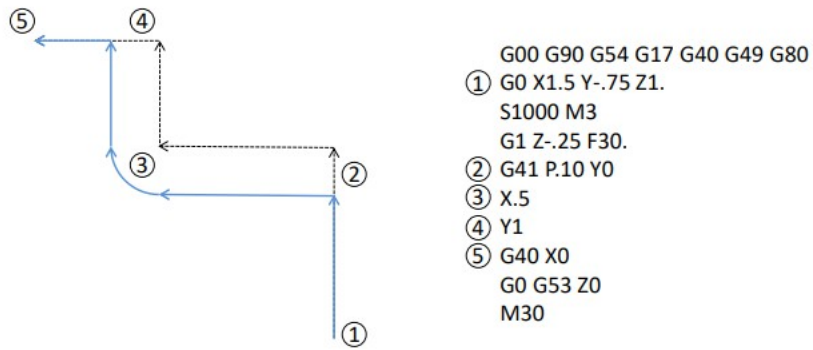 ⑤ ④
③
②
①
G00 G90 G54 G17 G40 G49 G80
① G0 X1.5 Y-.75 Z1.
S1000 M3
G1 Z-.25 F30.
② G41 P.10 Y0
③ X.5
④ Y1
⑤ G40 X0
G0 G53 Z0
M30